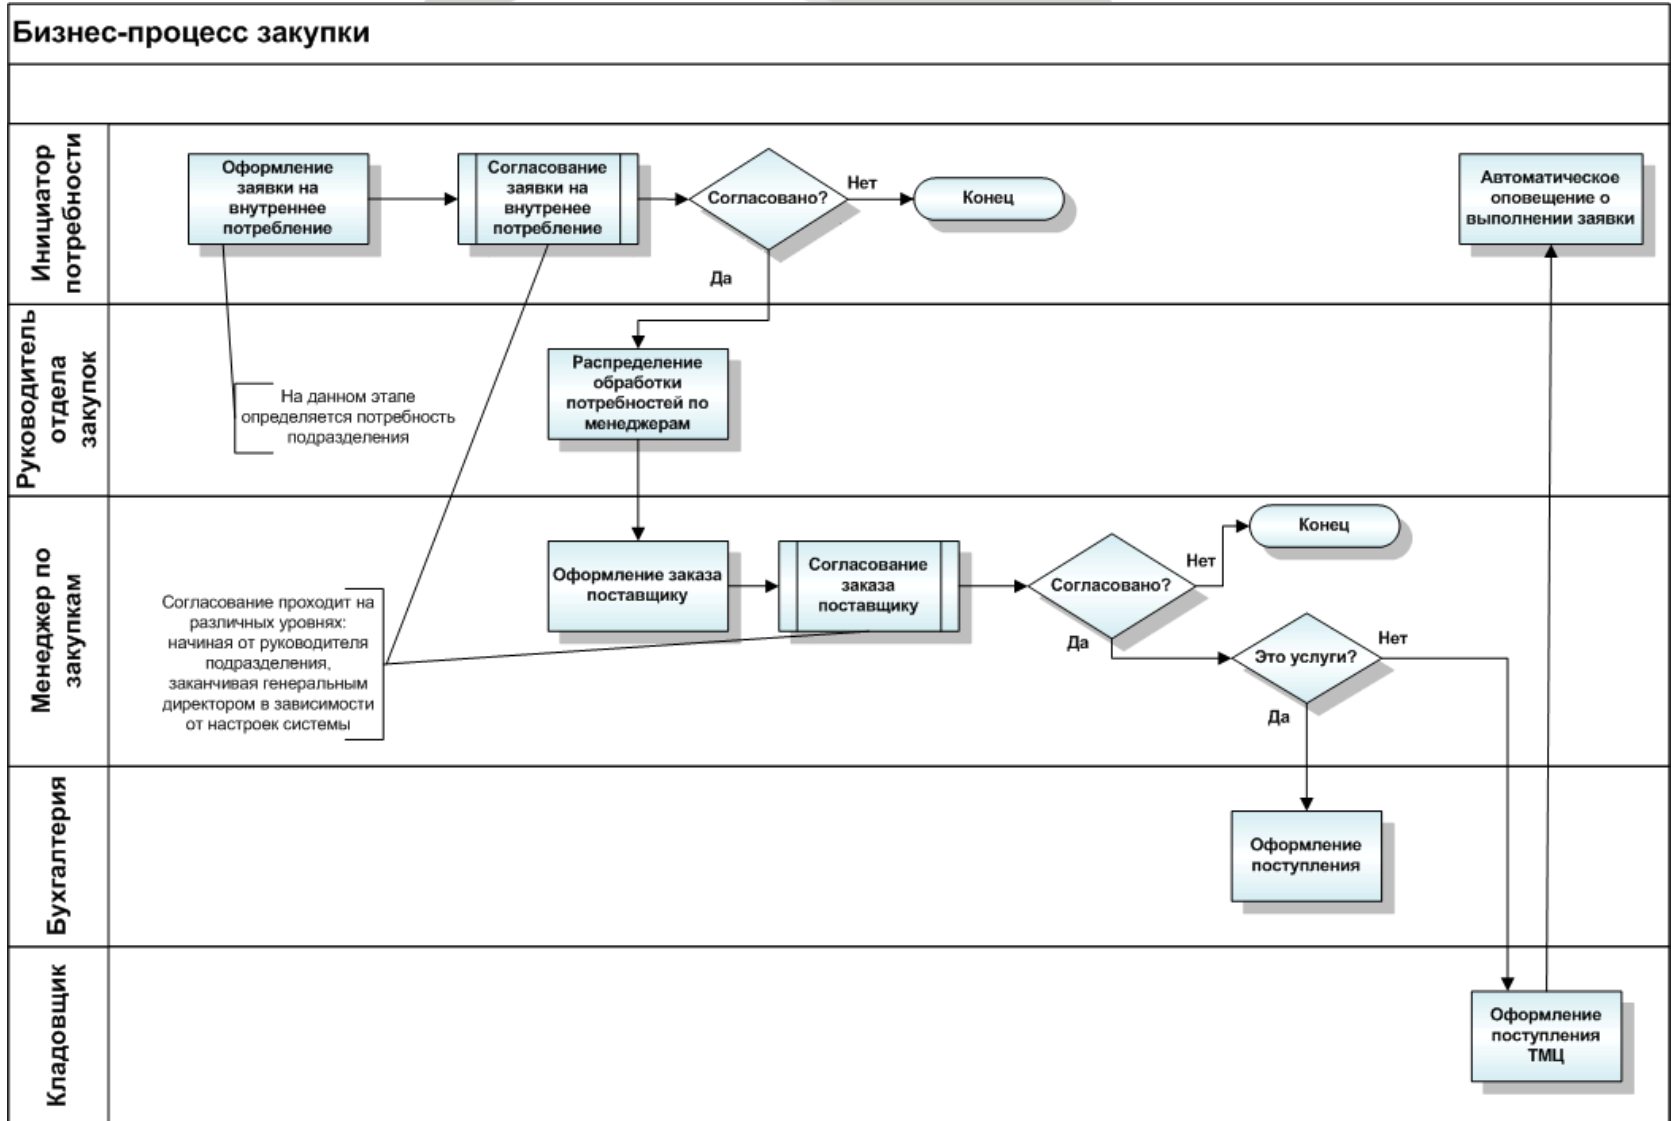 Бизнес-процесс закупки
Инициатор
потребности
Оформление
заявки на
внутреннее
потребление
Согласование
заявки на
внутренее
потребление
Согласовано?
Нет
Конец
Да
Автоматическое
оповещение о
выполнении заявки
Руководитель
отдела
закупок
На данном этапе
определяется потребность
подразделения
Распределение
обработки
потребностей по
менеджерам
Менеджер по
закупкам
Согласование проходит на
различных уровнях:
начиная от руководителя
подразделения,
заканчивая генеральным
директором в зависимости
от настроек системы
Оформление заказа
поставщику
Согласование
заказа
поставщику
Согласовано?
Нет
Конец
Да
Это услуги?
Нет
Да
Бухгалтерия
Оформление
поступления
Кладовщик
Оформление
поступления
ТМЦ